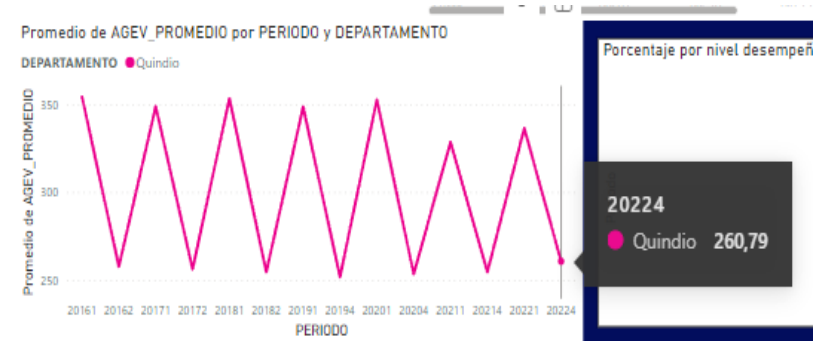 Promedio de AGEV_PROMEDIO por PERIODO y DEPARTAMENTO
DEPARTAMENTO Quindio
Promedio de AGEV_PROMEDIO
350
300
250
20161 20162 20171 20172 20181 20182 20191 20194 20201 20204 20211 20214 20221 20224
PERIODO
Porcentaje por nivel desempeñ
20224
Quindio 260,79